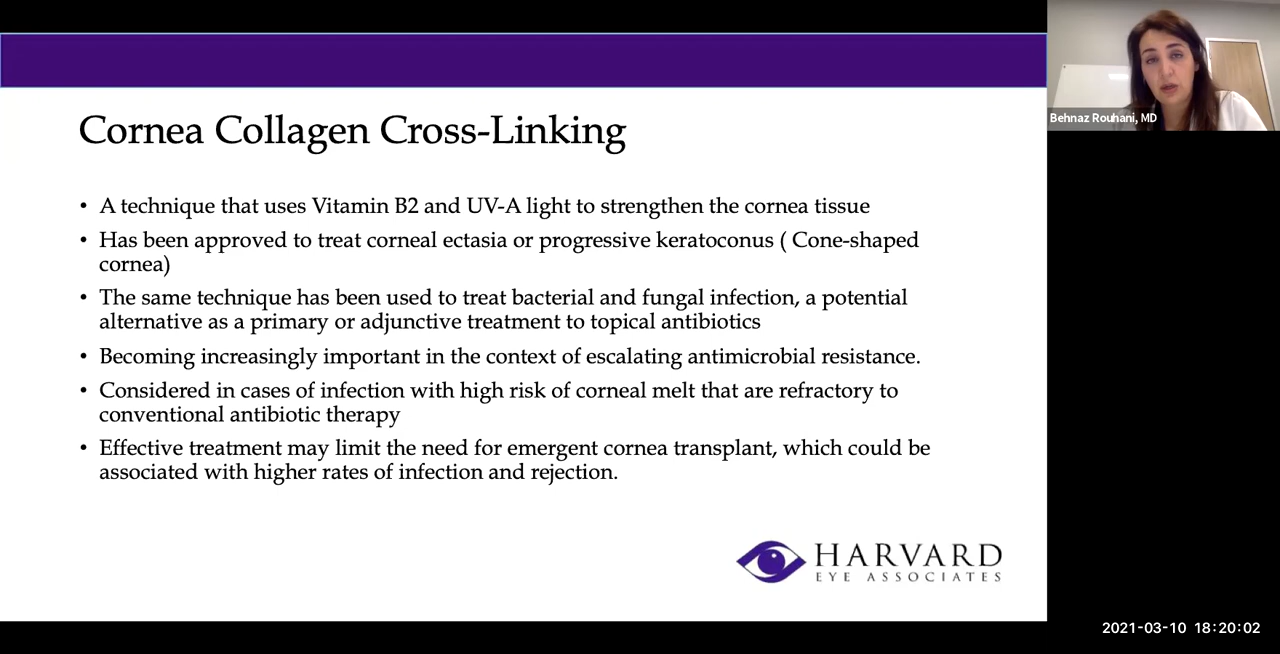 Cornea Collagen Cross-Linking
• A technique that uses Vitamin B2 and UV-A light to strengthen the cornea tissue
• Has been approved to treat corneal ectasia or progressive keratoconus ( Cone-shaped
cornea)
• The same technique has been used to treat bacterial and fungal infection, a potential
alternative as a primary or adjunctive treatment to topical antibiotics
• Becoming increasingly important in the context of escalating antimicrobial resistance.
• Considered in cases of infection with high risk of corneal melt that are refractory to
conventional antibiotic therapy
• Effective treatment may limit the need for emergent cornea transplant, which could be
associated with higher rates of infection and rejection.
HARVARD
EYE ASSOCIATES
Behnaz Rouhani, MD
2021-03-10 18:20:02